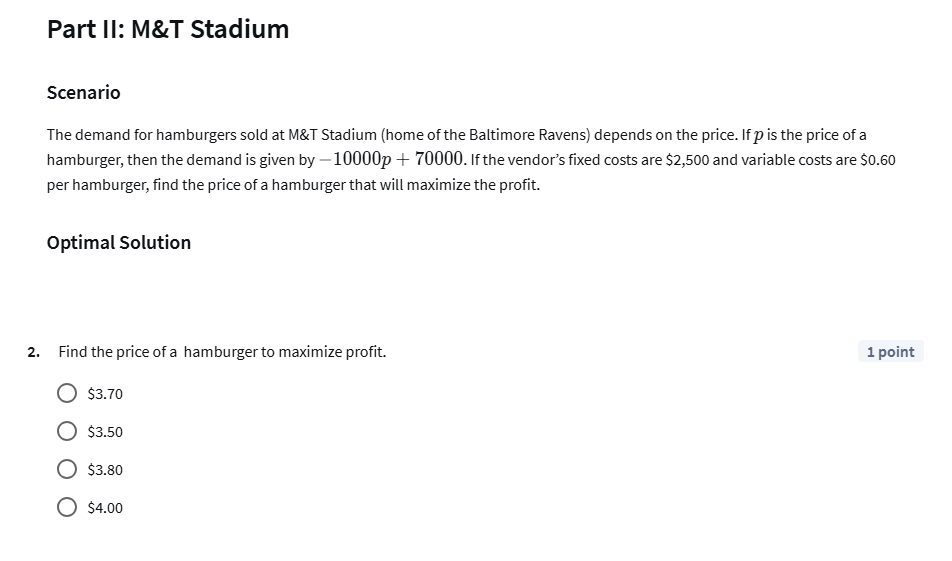 Part II: M&T Stadium
Scenario
The demand for hamburgers sold at M&T Stadium (home of the Baltimore Ravens) depends on the price. If p is the price of a
hamburger, then the demand is given by −10000p + 70000. If the vendor’s fixed costs are $2,500 and variable costs are $0.60
per hamburger, find the price of a hamburger that will maximize the profit.
Optimal Solution
2. Find the price of a hamburger to maximize profit. 1 point
$3.70
$3.50
$3.80
$4.00